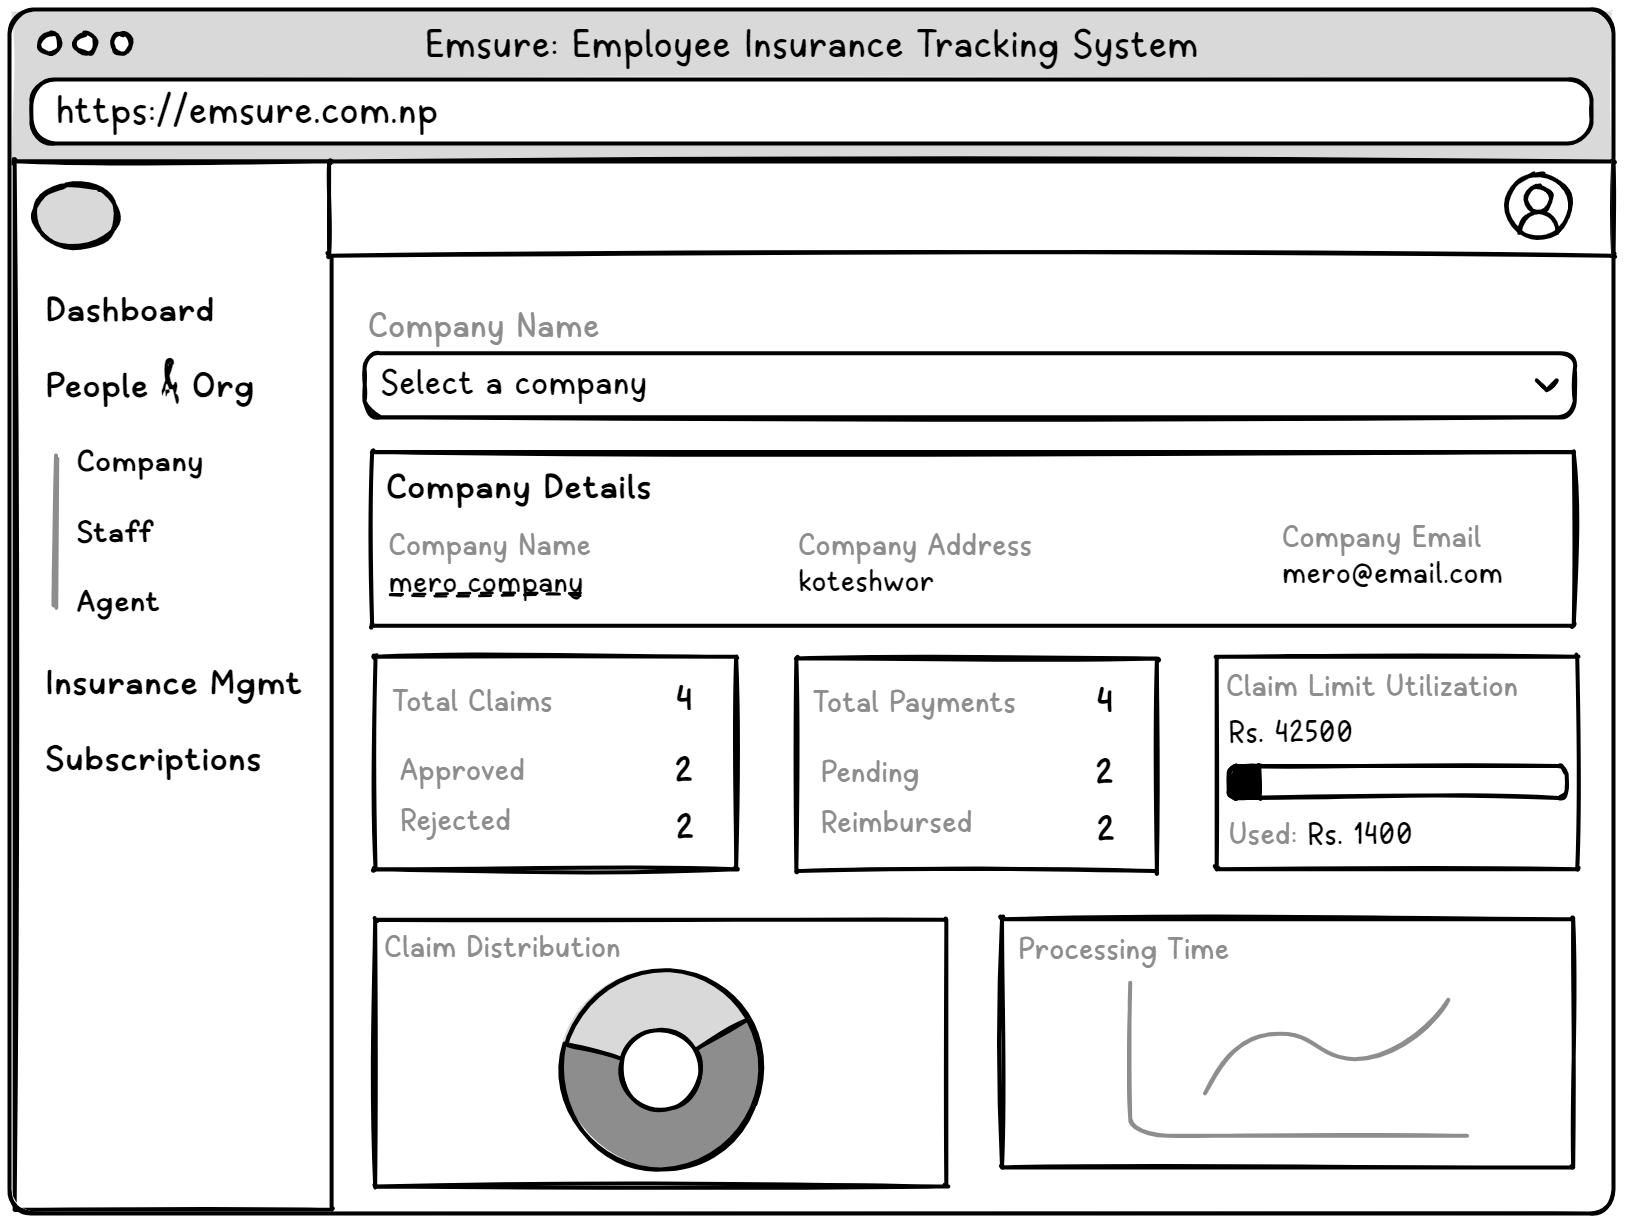 Emsure: Employee Insurance Tracking System
https://emsure.com.np
Dashboard
People & Org
Company
Staff
Agent
Insurance Mgmt
Subscriptions
Company Name
Select a company
Company Details
Company Name
mero_company
Company Address
koteshwor
Company Email
mero@email.com
Total Claims 4
Approved 2
Rejected 2
Total Payments 4
Pending 2
Reimbursed 2
Claim Limit Utilization
Rs. 42500
Used: Rs. 1400
Claim Distribution
Processing Time